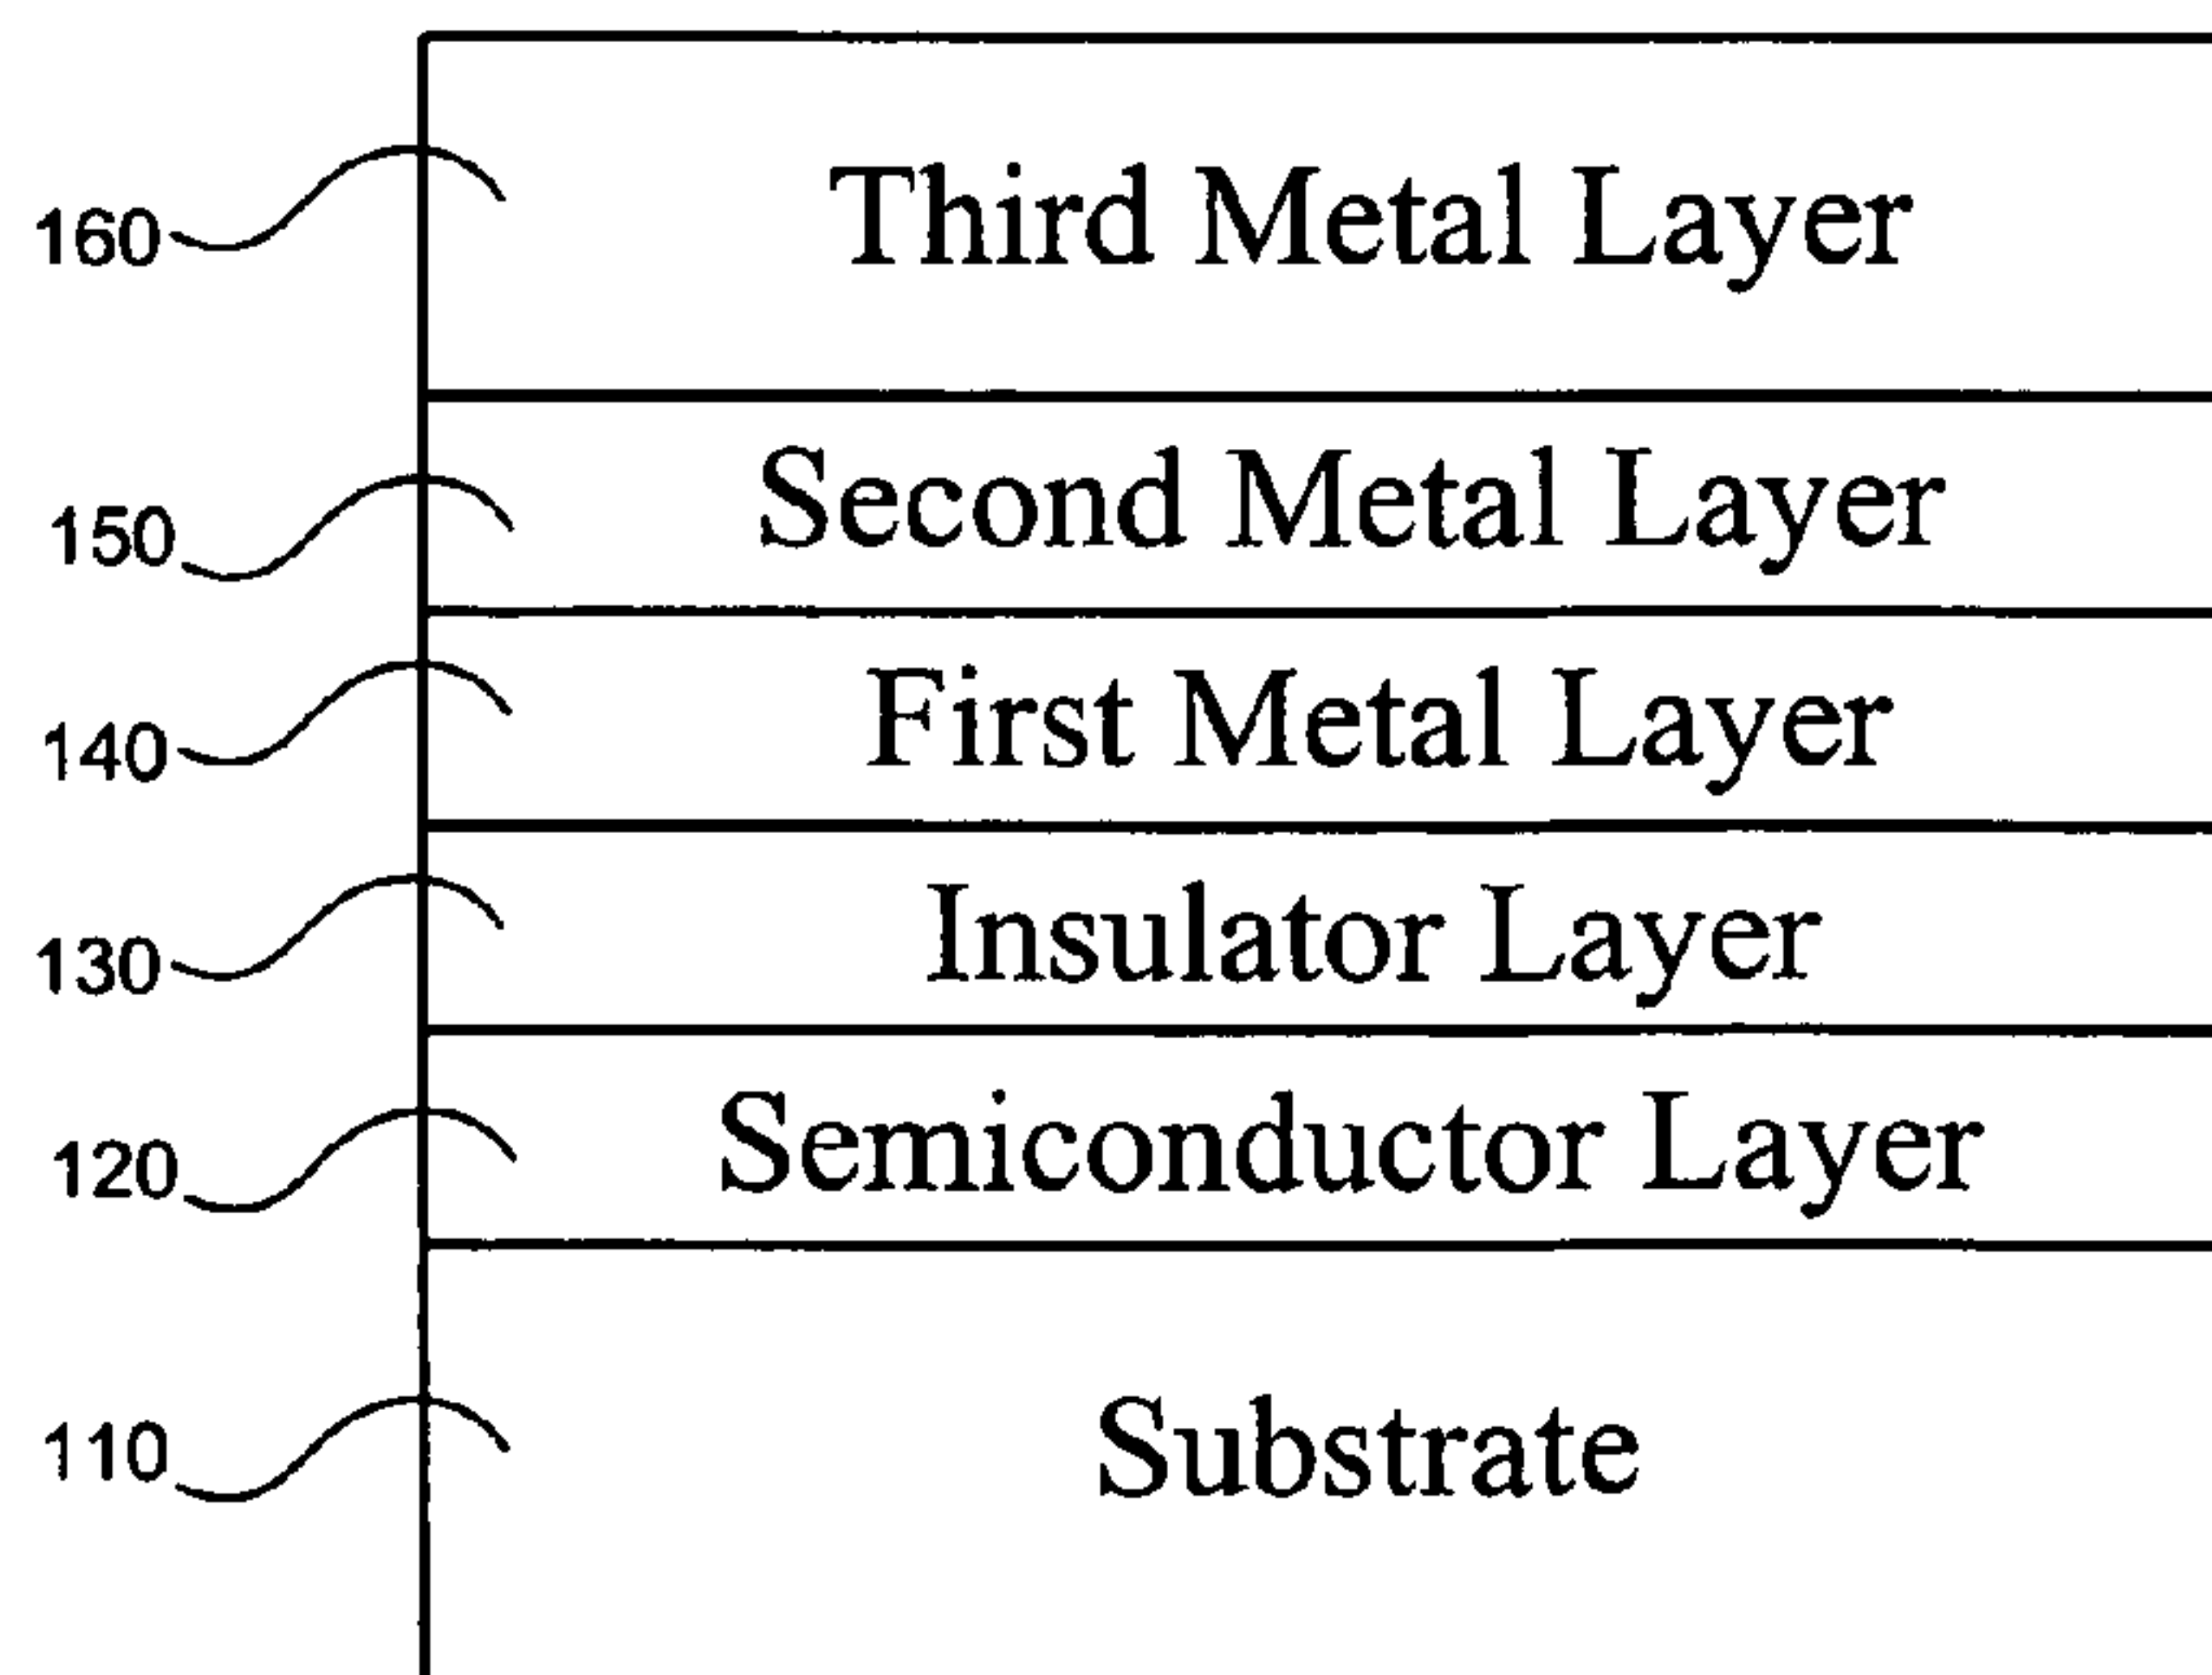 160 Third Metal Layer
150 Second Metal Layer
140 First Metal Layer
130 Insulator Layer
120 Semiconductor Layer
110 Substrate